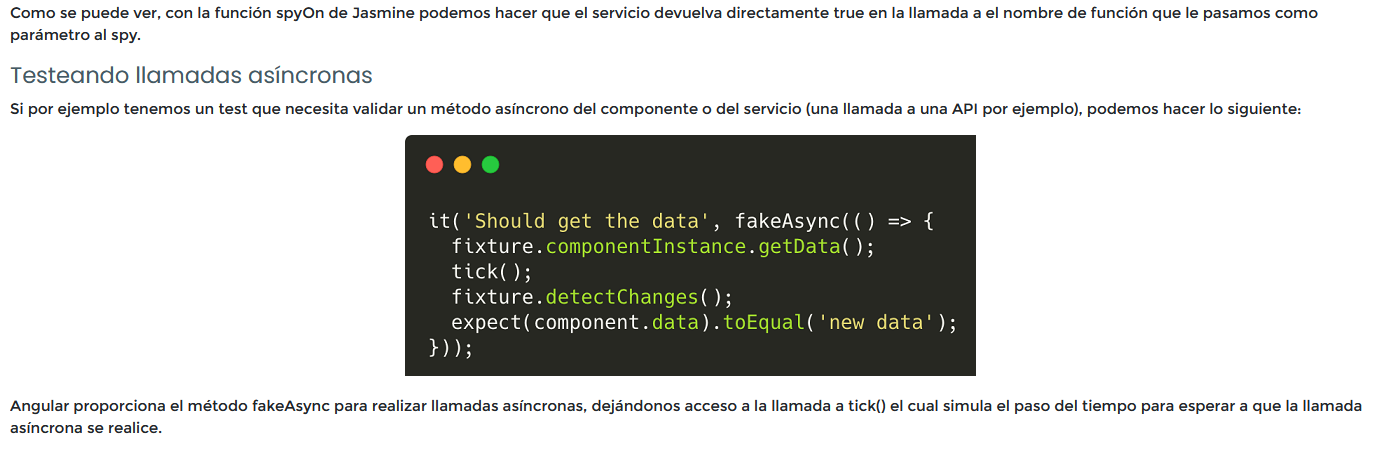 Como se puede ver, con la función spyOn de Jasmine podemos hacer que el servicio devuelva directamente true en la llamada a el nombre de función que le pasamos como
parámetro al spy.
Testeando llamadas asíncronas
Si por ejemplo tenemos un test que necesita validar un método asíncrono del componente o del servicio (una llamada a una API por ejemplo), podemos hacer lo siguiente:
it('Should get the data', fakeAsync(() => {
  fixture.componentInstance.getData();
  tick();
  fixture.detectChanges();
  expect(component.data).toEqual('new data');
}));
Angular proporciona el método fakeAsync para realizar llamadas asíncronas, dejándonos acceso a la llamada a tick() el cual simula el paso del tiempo para esperar a que la llamada
asíncrona se realice.